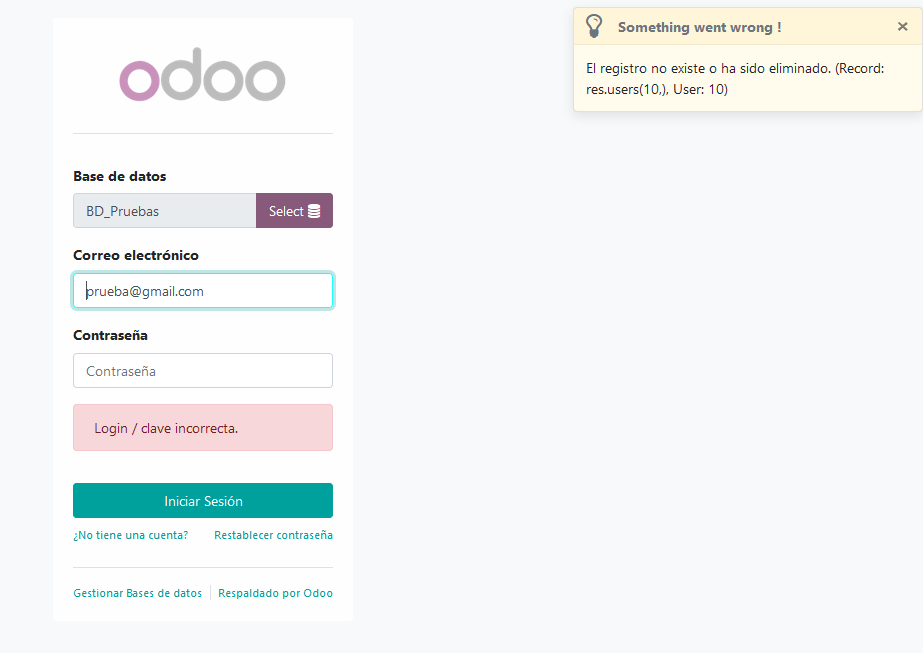 odoo
Base de datos
BD_Pruebas
Select
Correo electrónico
prueba@gmail.com
Contraseña
Contraseña
Login / clave incorrecta.
Iniciar Sesión
¿No tiene una cuenta? Restablecer contraseña
Gestionar Bases de datos Respaldado por Odoo
Something went wrong !
×
El registro no existe o ha sido eliminado. (Record:
res.users(10,), User: 10)